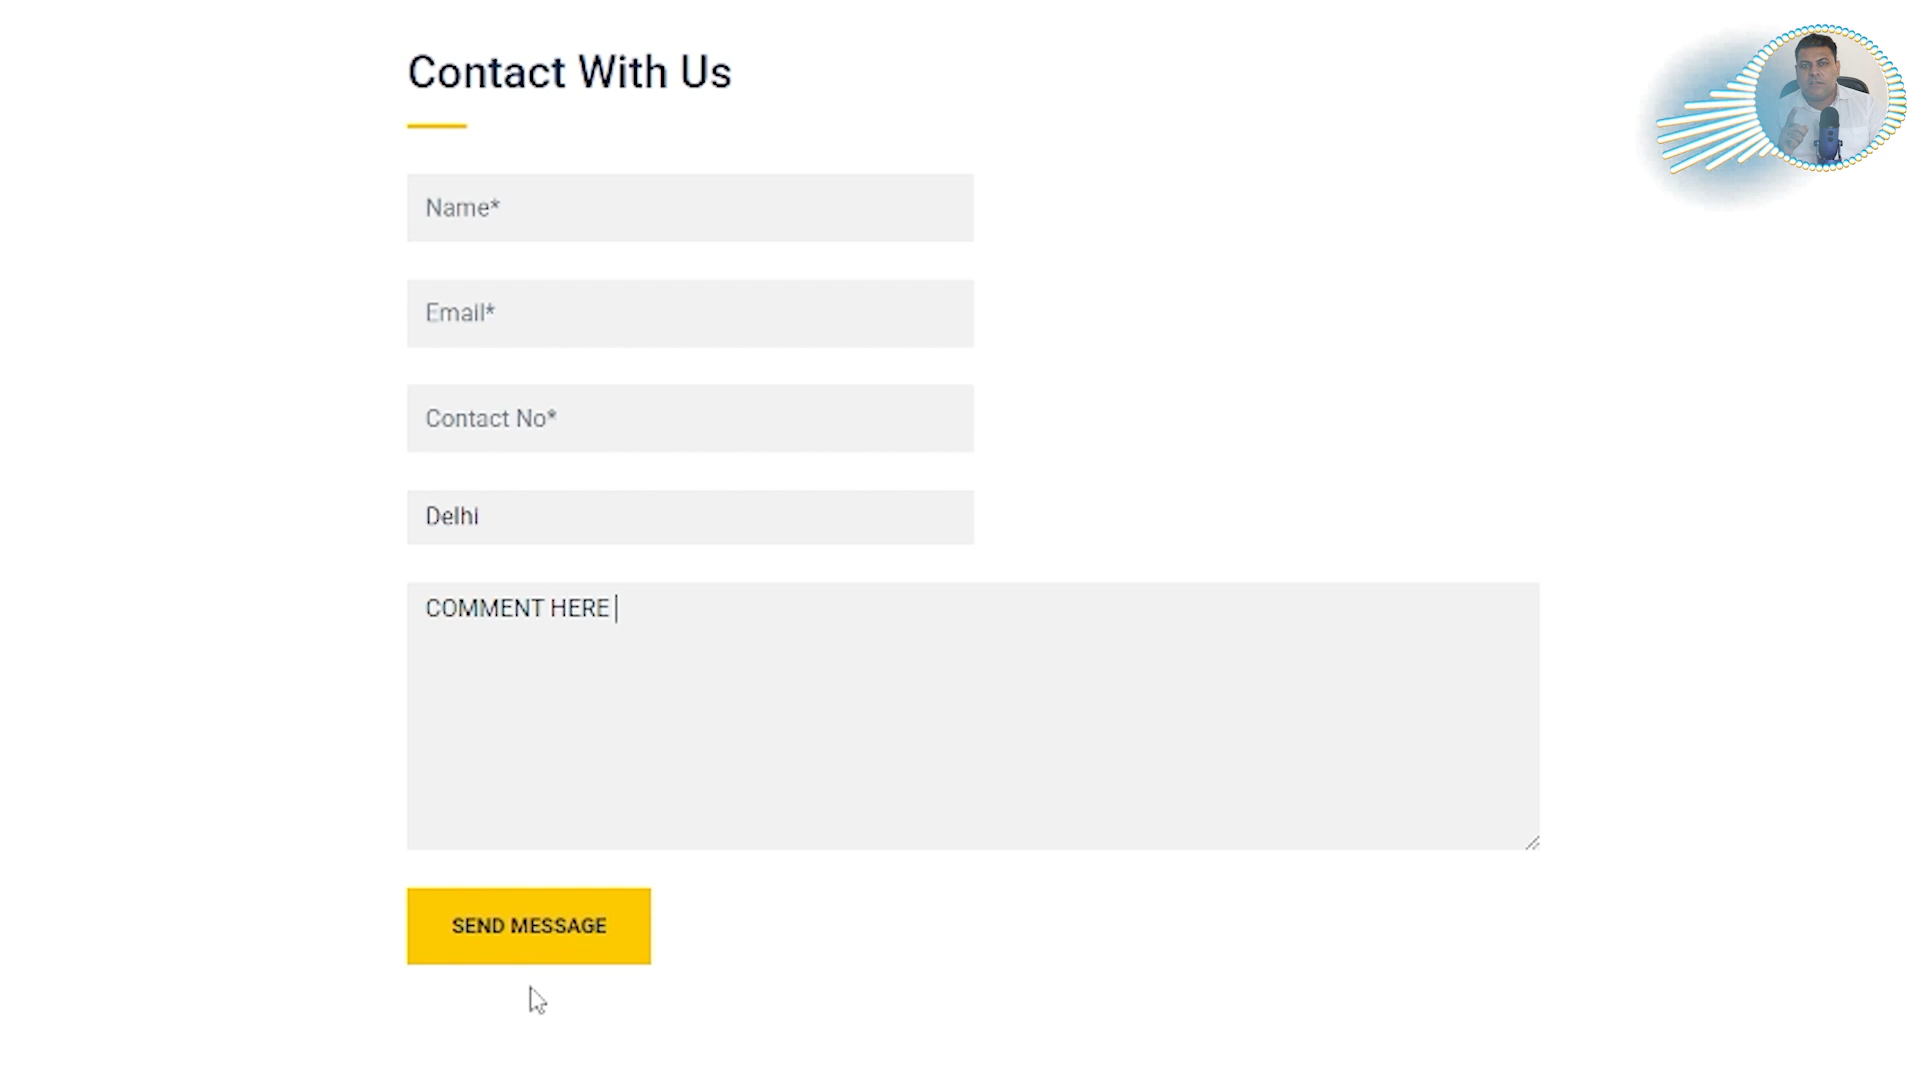 Contact With Us
Name*
Email*
Contact No*
Delhi
COMMENT HERE
SEND MESSAGE